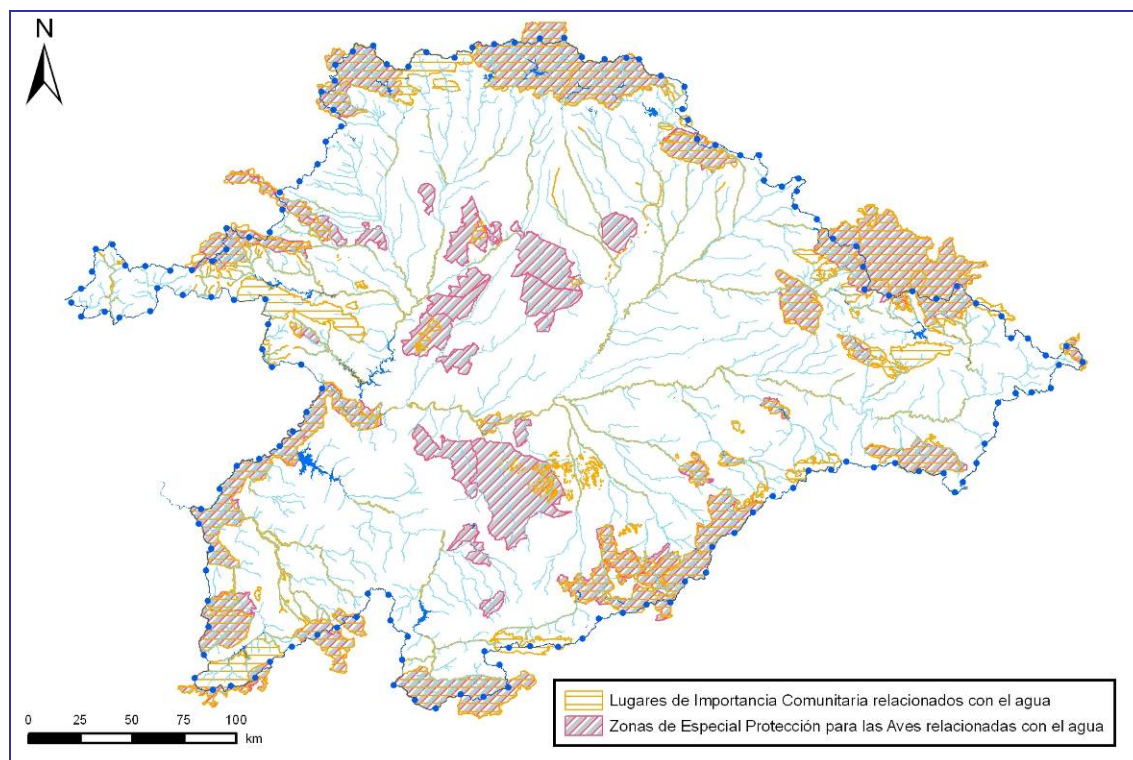 N
Lugares de Importancia Comunitaria relacionados con el agua
Zonas de Especial Protección para las Aves relacionadas con el agua
0 25 50 75 100
km